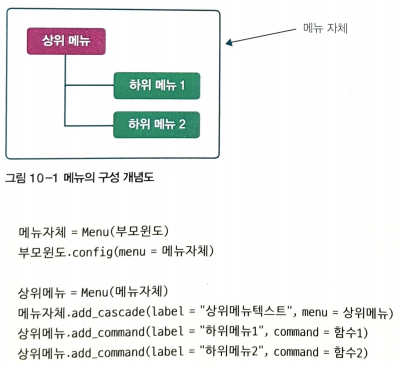 상위 메뉴
메뉴 자체
하위 메뉴 1
하위 메뉴 2
그림 10-1 메뉴의 구성 개념도
메뉴자체 = Menu(부모윈도)
부모윈도.config(menu = 메뉴자체)
상위메뉴 = Menu(메뉴자체)
메뉴자체.add_cascade(label = "상위메뉴텍스트", menu = 상위메뉴)
상위메뉴.add_command(label = "하위메뉴1", command = 함수1)
상위메뉴.add_command(label = "하위메뉴2", command = 함수2)